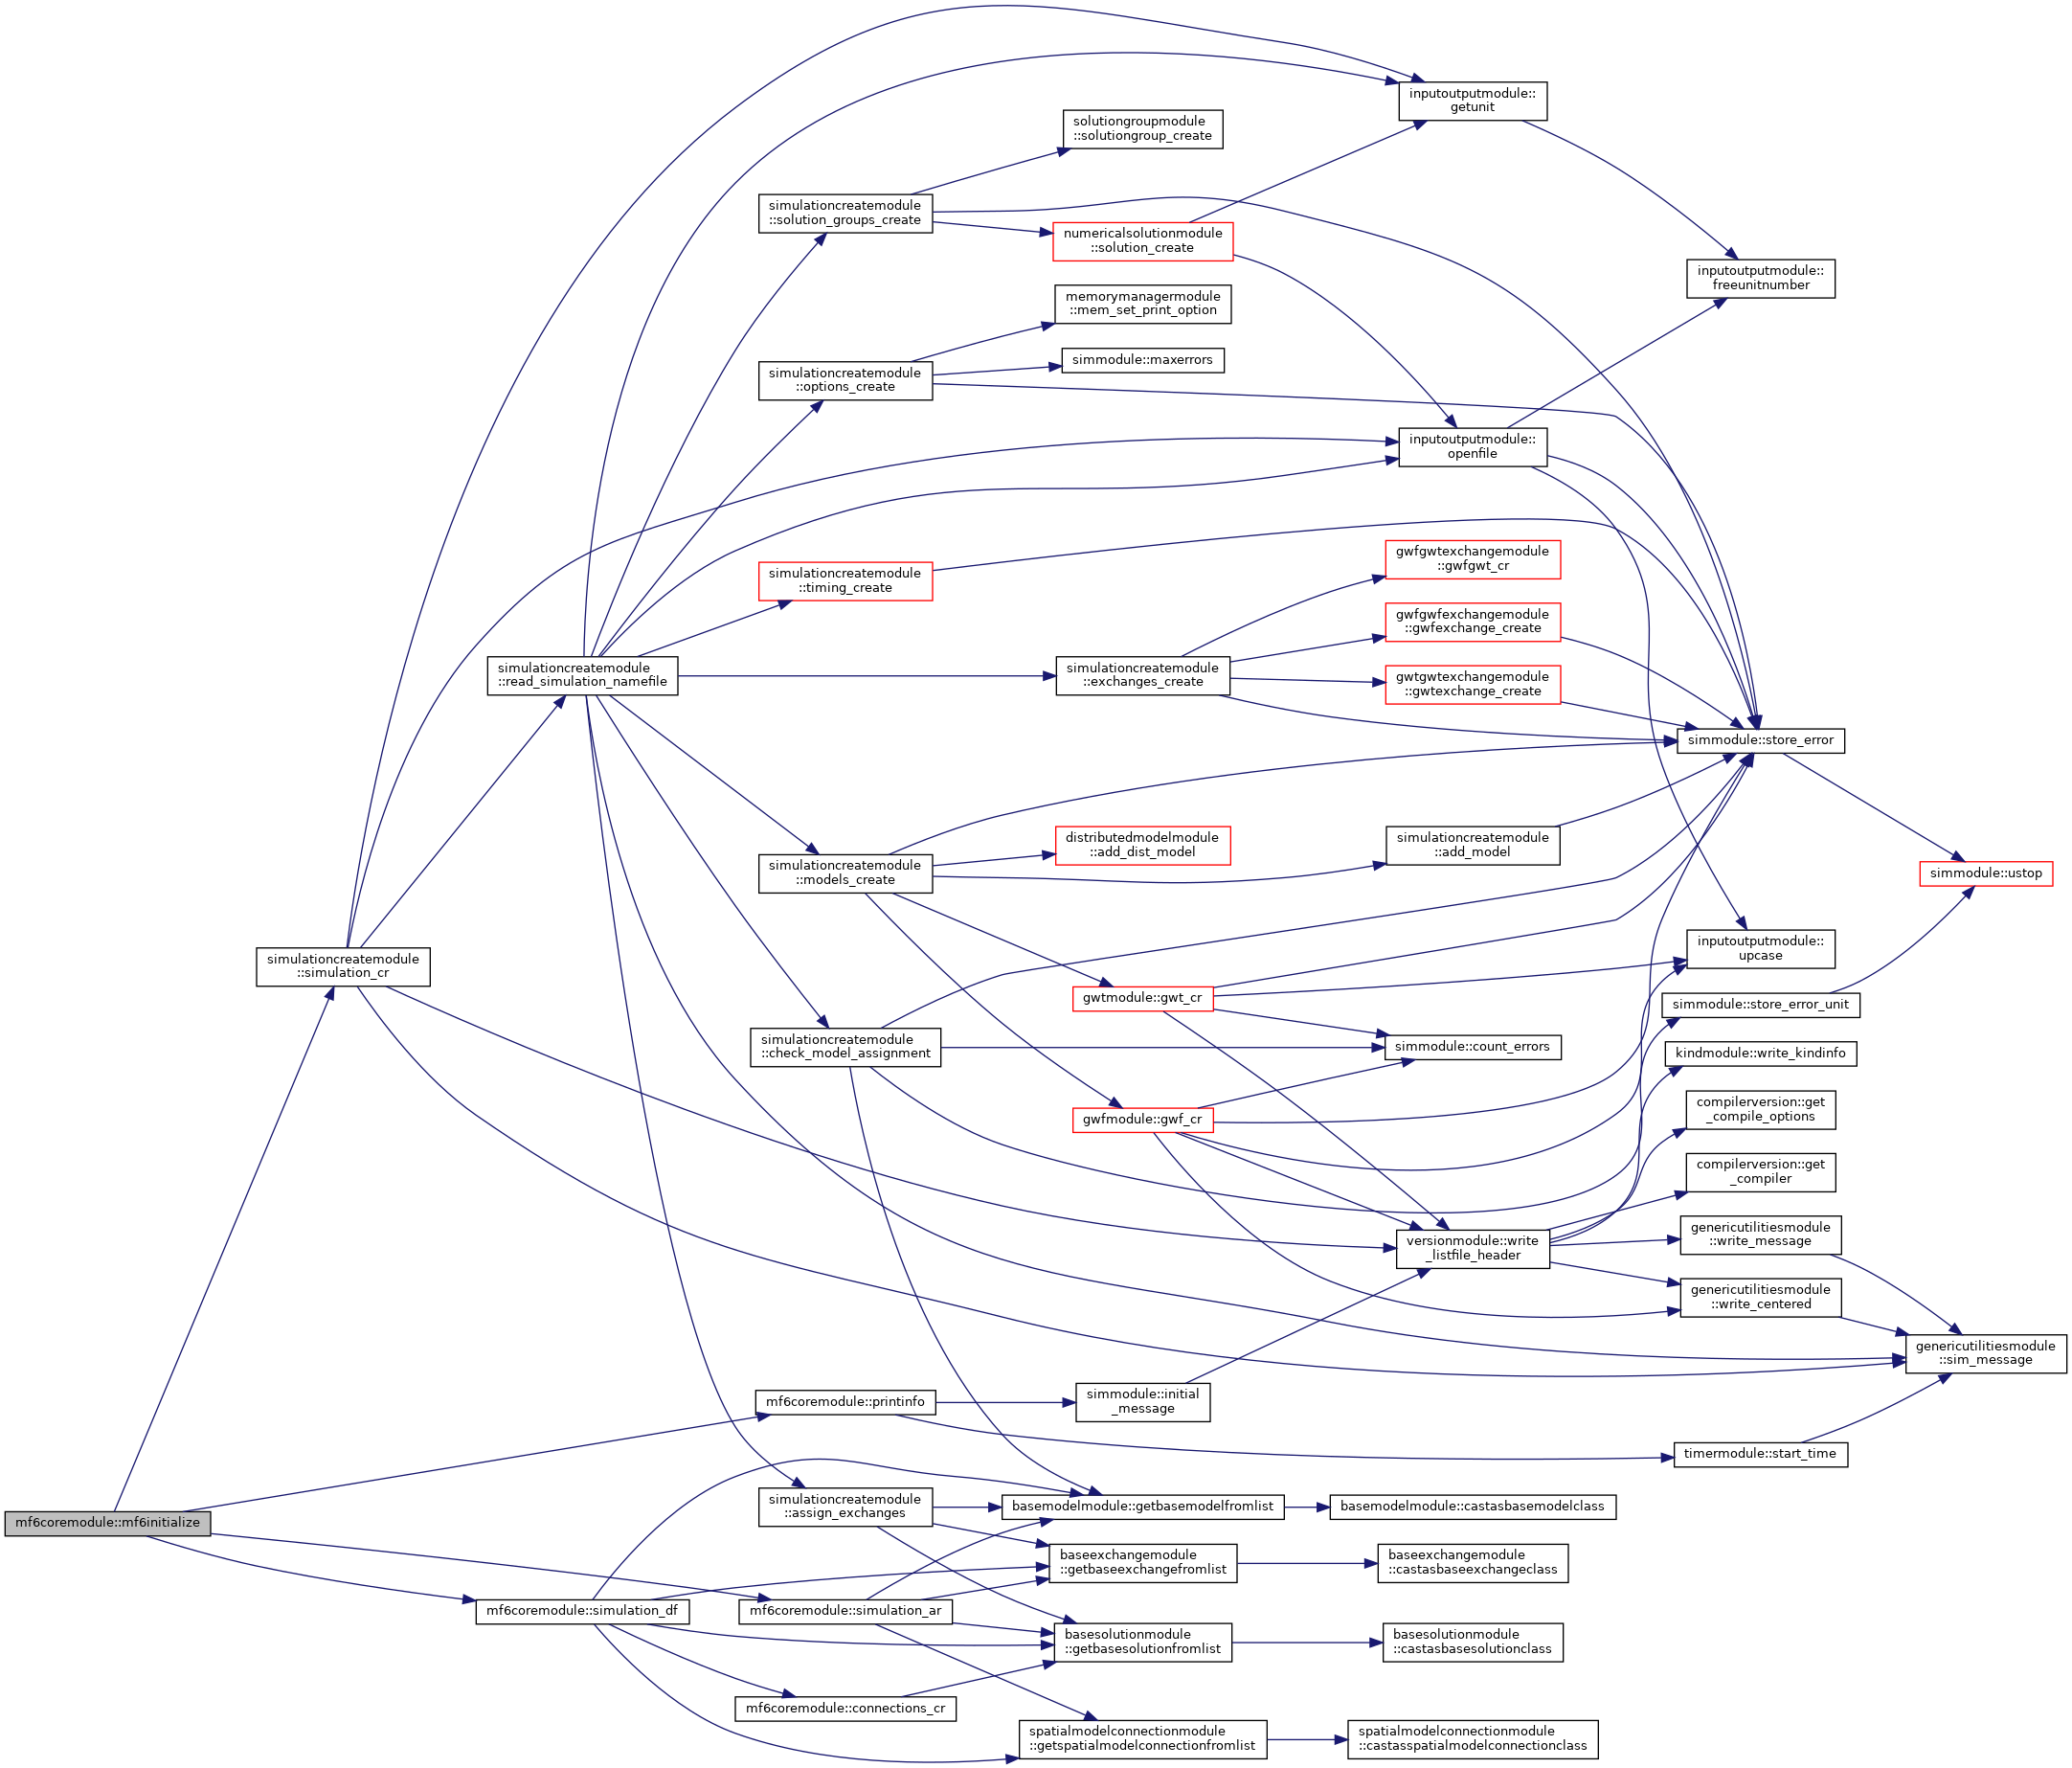 inputoutputmodule::
getunit
solutiongroupmodule
::solutiongroup_create
simulationcreatemodule
::solution_groups_create
numericalsolutionmodule
::solution_create
inputoutputmodule::
freeunitnumber
memorymanagermodule
::mem_set_print_option
simmodule::maxerrors
simulationcreatemodule
::options_create
inputoutputmodule::
openfile
gwfgwtexchangemodule
::gwfgwt_cr
simulationcreatemodule
::timing_create
gwfgwfexchangemodule
::gwfexchange_create
simulationcreatemodule
::read_simulation_namefile
simulationcreatemodule
::exchanges_create
gwtgwtexchangemodule
::gwtexchange_create
simmodule::store_error
distributedmodelmodule
::add_dist_model
simulationcreatemodule
::add_model
simulationcreatemodule
::models_create
simmodule::ustop
inputoutputmodule::
upcase
simulationcreatemodule
::simulation_cr
gwtmodule::gwt_cr
simmodule::store_error_unit
simulationcreatemodule
::check_model_assignment
simmodule::count_errors
kindmodule::write_kindinfo
compilerversion::get
_compile_options
gwfmodule::gwf_cr
compilerversion::get
_compiler
versionmodule::write
_listfile_header
genericutilitiesmodule
::write_message
genericutilitiesmodule
::write_centered
genericutilitiesmodule
::sim_message
mf6coremodule::printinfo
simmodule::initial
_message
timermodule::start_time
simulationcreatemodule
::assign_exchanges
basemodelmodule::getbasemodelfromlist
basemodelmodule::castasbasemodelclass
mf6coremodule::mf6initialize
baseexchangemodule
::getbaseexchangefromlist
baseexchangemodule
::castasbaseexchangeclass
mf6coremodule::simulation_df
mf6coremodule::simulation_ar
basesolutionmodule
::getbasesolutionfromlist
basesolutionmodule
::castasbasesolutionclass
mf6coremodule::connections_cr
spatialmodelconnectionmodule
::getspatialmodelconnectionfromlist
spatialmodelconnectionmodule
::castasspatialmodelconnectionclass